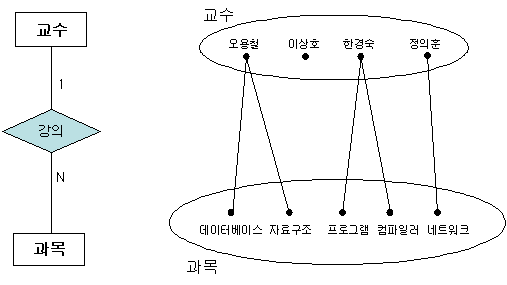 교수
1
강의
N
과목
교수
오용철 이상호 한경숙 정익훈
데이터베이스 자료구조 프로그램 컴파일러 네트워크
과목